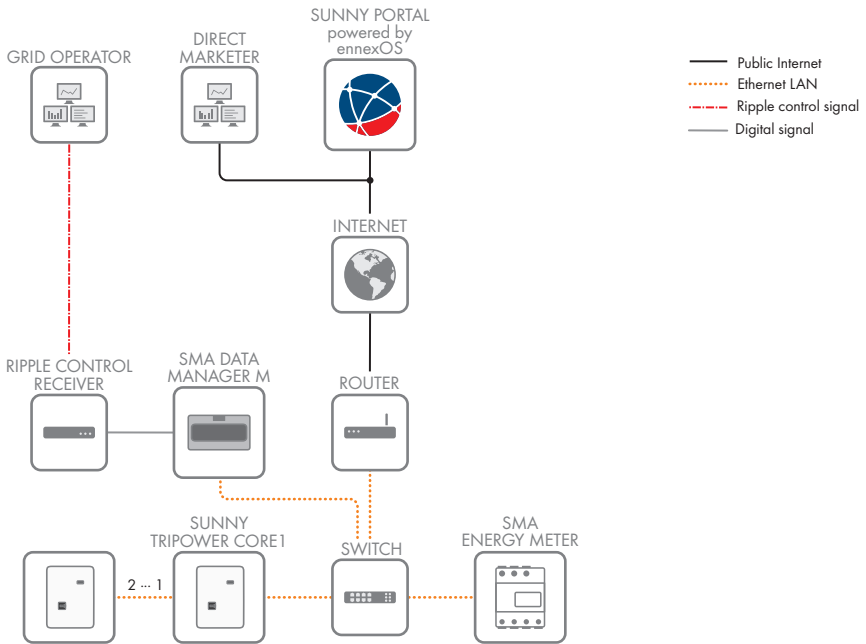 SUNNY PORTAL
powered by
ennexOS
DIRECT
MARKETER
GRID OPERATOR
Public Internet
Ethernet LAN
Ripple control signal
Digital signal
INTERNET
RIPPLE CONTROL
RECEIVER
SMA DATA
MANAGER M
ROUTER
SUNNY
TRIPOWER CORE1
SWITCH
SMA
ENERGY METER
2 ... 1